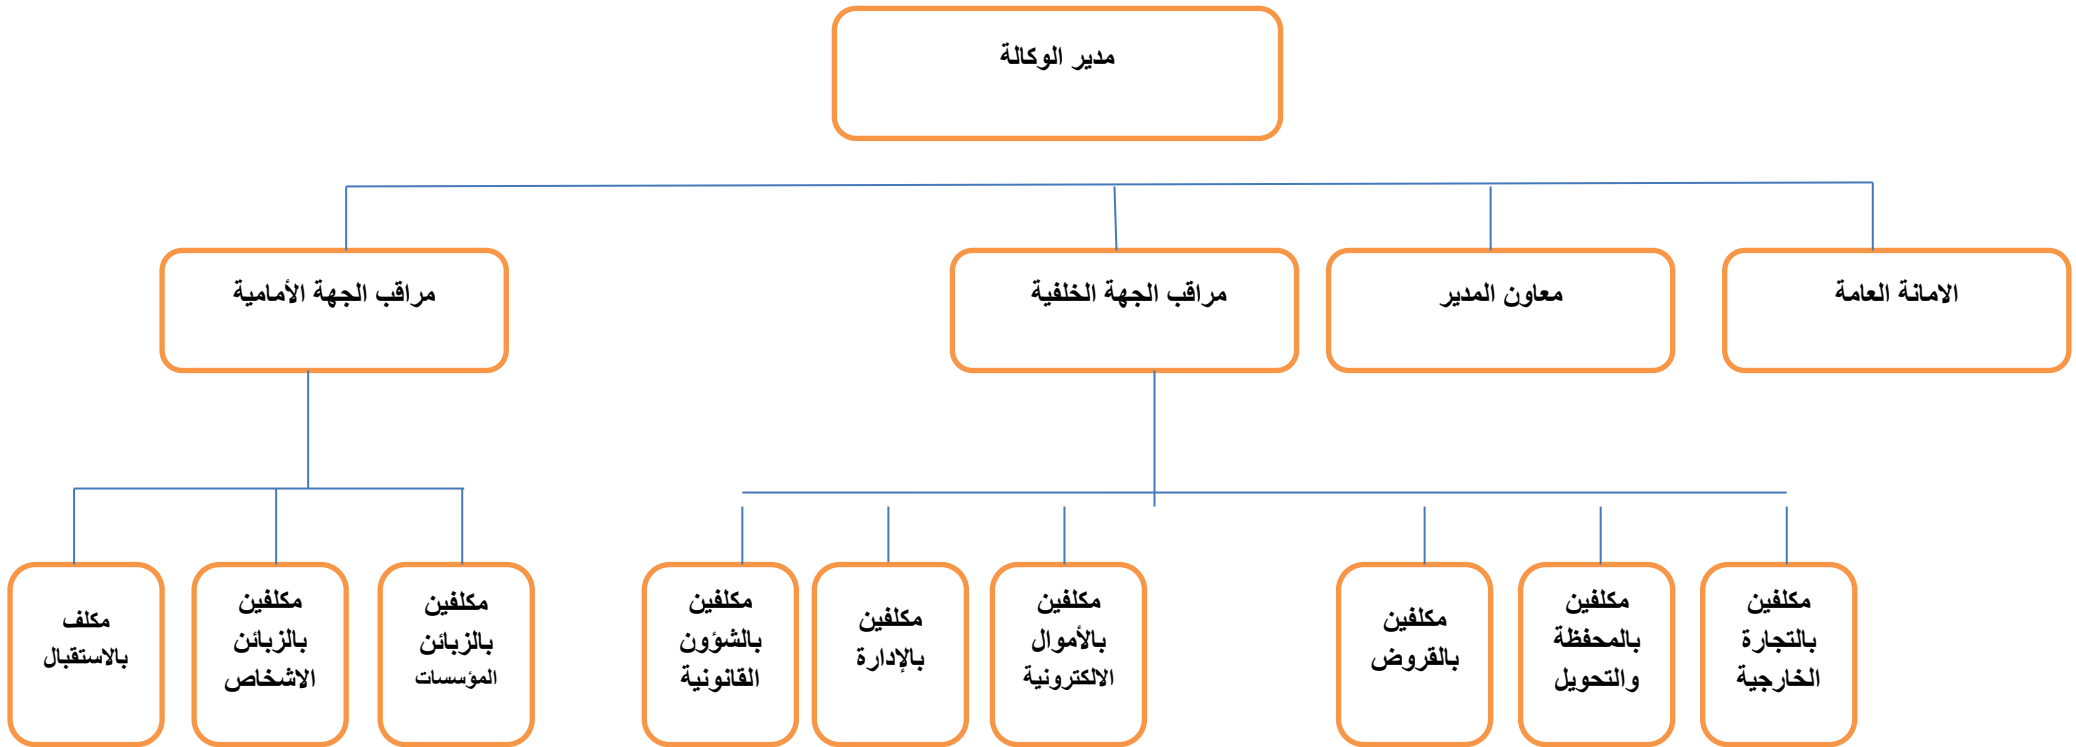 مدير الوكالة
الامانة العامة
معاون المدير
مراقب الجهة الخلفية
مراقب الجهة الأمامية
مكلفين
بالتجارة
الخارجية
مكلفين
بالمحفظة
والتحويل
مكلفين
بالقروض
مكلفين
بالأموال
الالكترونية
مكلفين
بالإدارة
مكلفين
بالشؤون
القانونية
مكلفين
بالزبائن
المؤسسات
مكلفين
بالزبائن
الاشخاص
مكلف
بالاستقبال